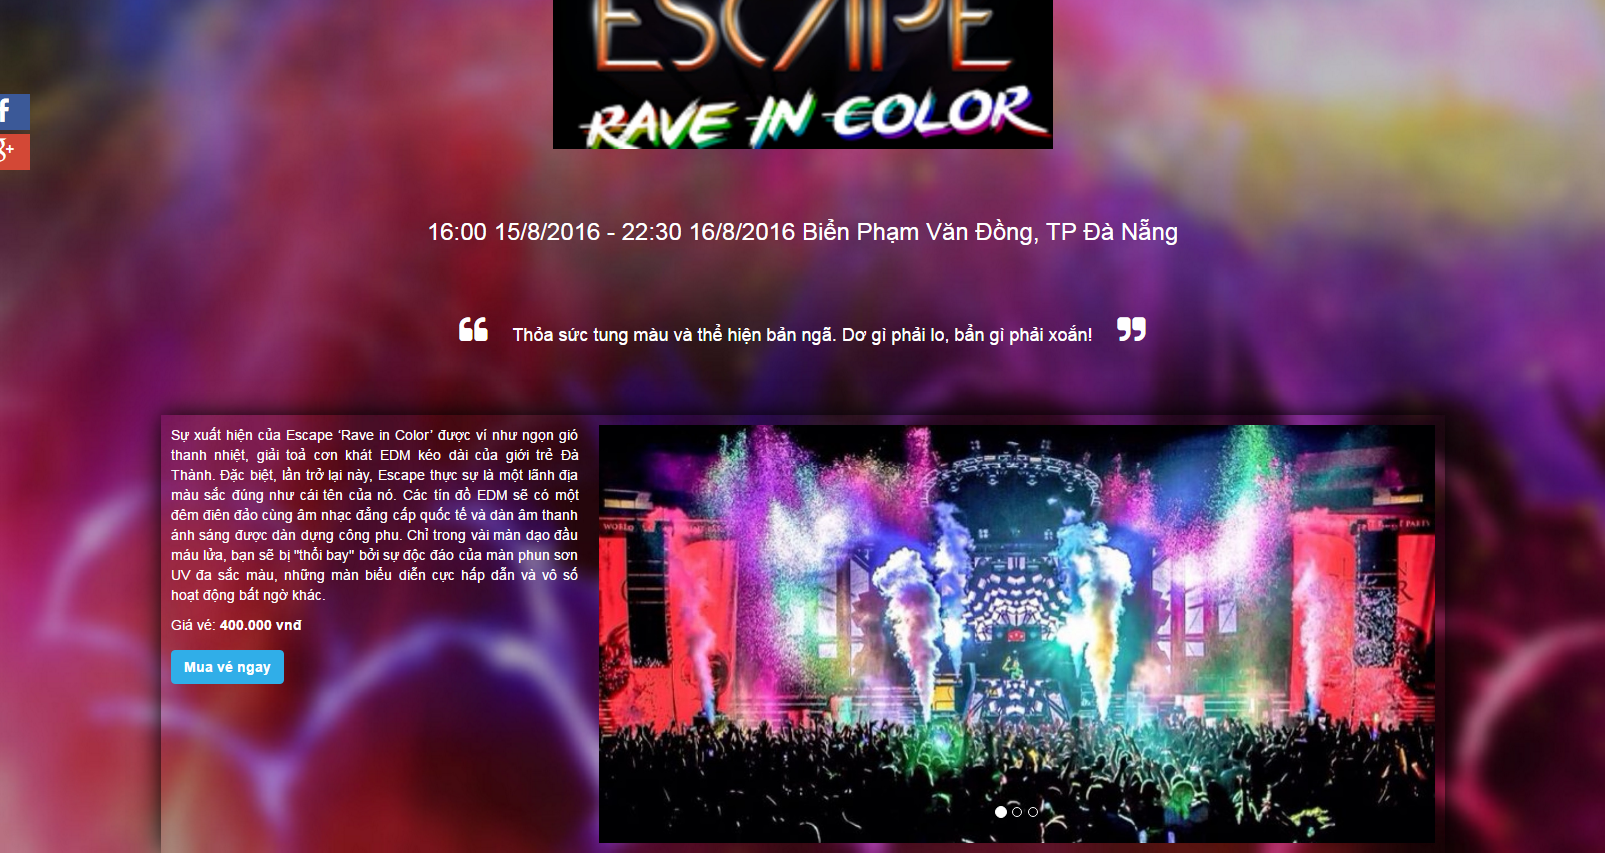 ESCAPE
RAVE IN COLOR
f
g+
16:00 15/8/2016 - 22:30 16/8/2016 Biển Phạm Văn Đồng, TP Đà Nẵng
“ Thỏa sức tung màu và thể hiện bản ngã. Dơ gì phải lo, bẩn gì phải xoắn! ”
Sự xuất hiện của Escape ‘Rave in Color’ được ví như ngọn gió
thanh nhiệt, giải toả cơn khát EDM kéo dài của giới trẻ Đà
Thành. Đặc biệt, lần trở lại này, Escape thực sự là một lãnh địa
màu sắc đúng như cái tên của nó. Các tín đồ EDM sẽ có một
đêm điên đảo cùng âm nhạc đẳng cấp quốc tế và dàn âm thanh
ánh sáng được dàn dựng công phu. Chỉ trong vài màn dạo đầu
máu lửa, bạn sẽ bị "thổi bay" bởi sự độc đáo của màn phun sơn
UV đa sắc màu, những màn biểu diễn cực hấp dẫn và vô số
hoạt động bất ngờ khác.
Giá vé: 400.000 vnđ
Mua vé ngay
WORLD
PARTY